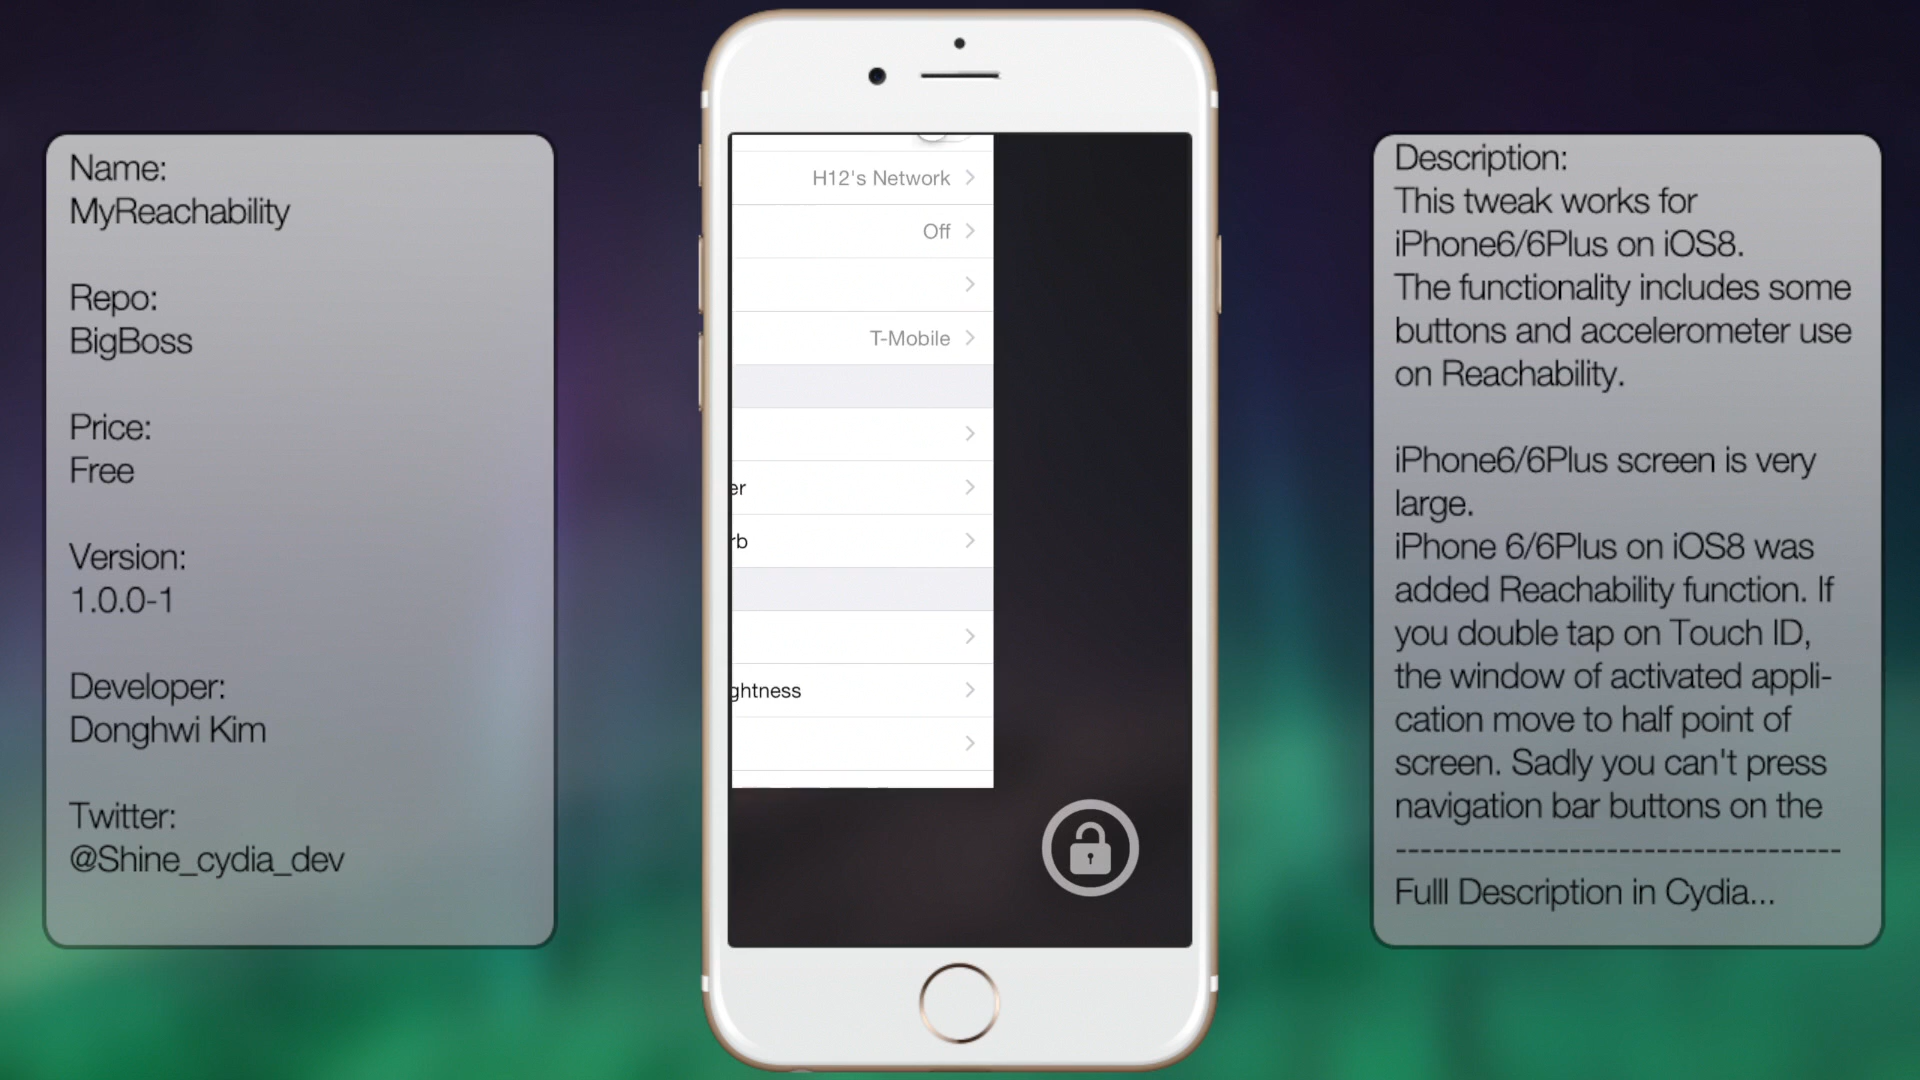 Name:
MyReachability
Repo:
BigBoss
Price:
Free
Version:
1.0.0-1
Developer:
Donghwi Kim
Twitter:
@Shine_cydia_dev
H12's Network
Off
T-Mobile
er
rb
ghtness
Description:
This tweak works for
iPhone6/6Plus on iOS8.
The functionality includes some
buttons and accelerometer use
on Reachability.
iPhone6/6Plus screen is very
large.
iPhone 6/6Plus on iOS8 was
added Reachability function. If
you double tap on Touch ID,
the window of activated appli-
cation move to half point of
screen. Sadly you can't press
navigation bar buttons on the
------------------------------------
Fulll Description in Cydia...